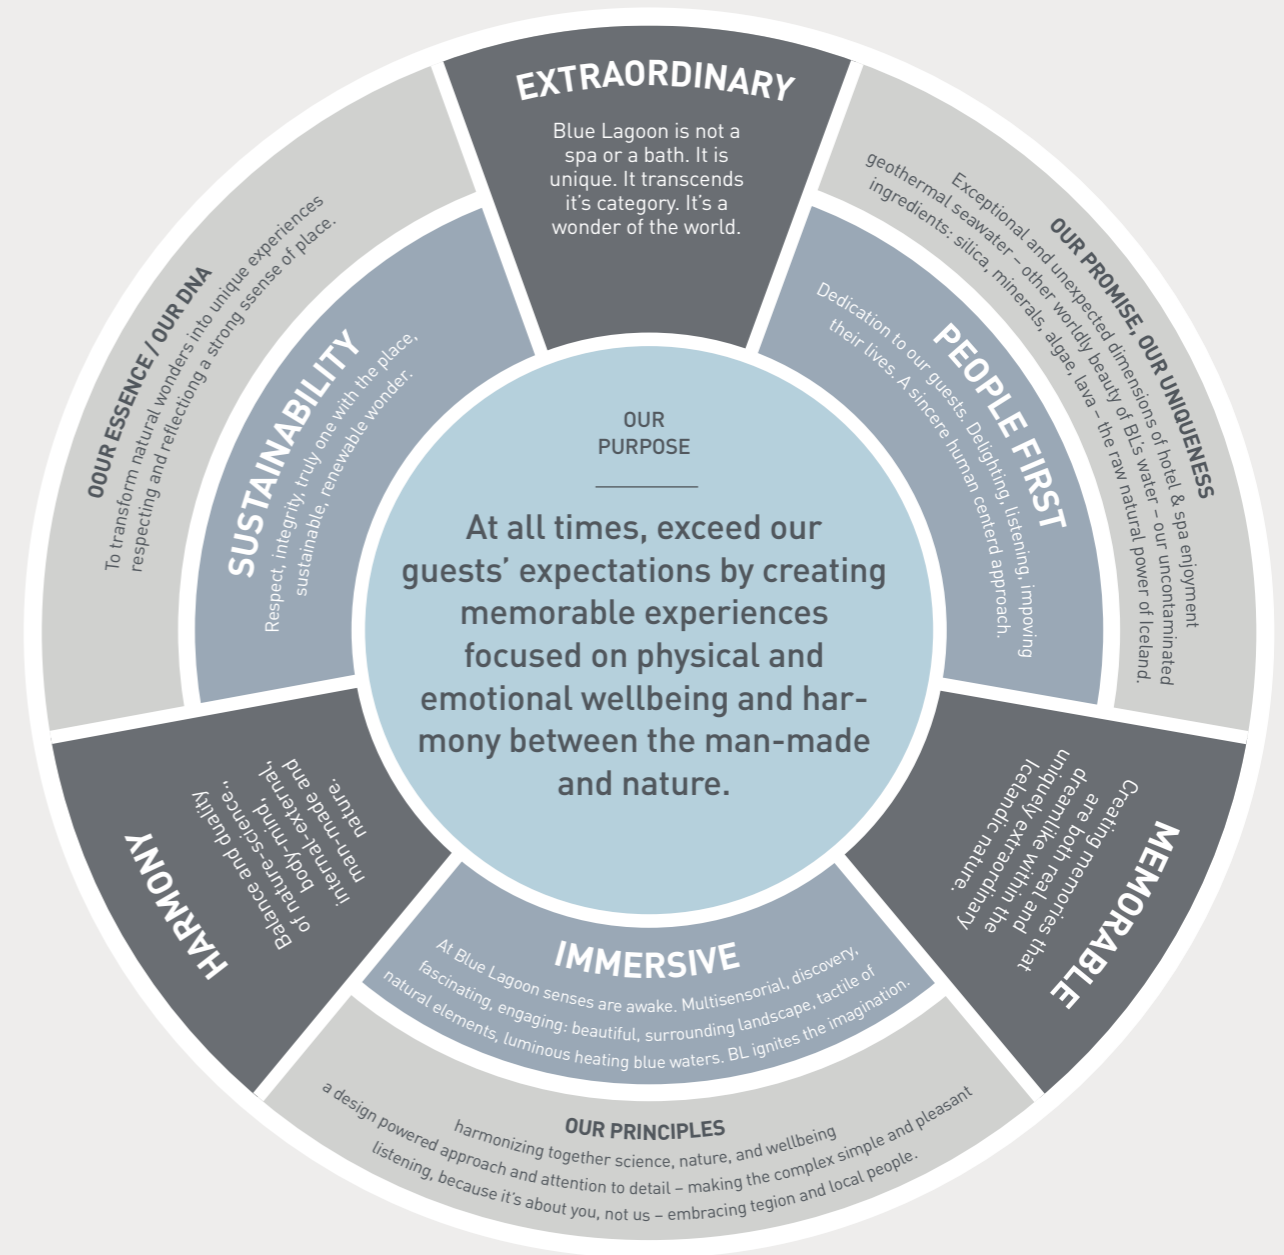 EXTRAORDINARY
Blue Lagoon is not a
spa or a bath. It is
unique. It transcends
it's category. It's a
wonder of the world.
OUR PROMISE, OUR UNIQUENESS
Exceptional and unexpected dimensions of hotel & spa enjoyment
geothermal seawater – other worldly beauty of BL's water – our uncontaminated
ingredients: silica, minerals, algae, lava – the raw natural power of Iceland.
PEOPLE FIRST
Dedication to our guests. Delighting, listening, impoving
their lives. A sincere human centerd approach.
MEMORABLE
Creating memories that
are both real and
dreamlike within the
uniquely extraordinary
Icelandic nature.
IMMERSIVE
At Blue Lagoon senses are awake. Multisensorial, discovery,
fascinating, engaging: beautiful, surrounding landscape, tactile of
natural elements, luminous heating blue waters. BL ignites the imagination.
OUR PRINCIPLES
harmonizing together science, nature, and wellbeing
a design powered approach and attention to detail – making the complex simple and pleasant
listening, because it's about you, not us – embracing tegion and local people.
HARMONY
Balance and duality
of nature-science.,
body-mind,
internal-external,
man-made and
nature.
OOUR ESSENCE / OUR DNA
To transform natural wonders into unique experiences
respecting and reflectiong a strong ssense of place.
SUSTAINABILITY
Respect, integrity, truly one with the place,
sustainable, renewable wonder.
OUR
PURPOSE
At all times, exceed our
guests' expectations by creating
memorable experiences
focused on physical and
emotional wellbeing and har-
mony between the man-made
and nature.